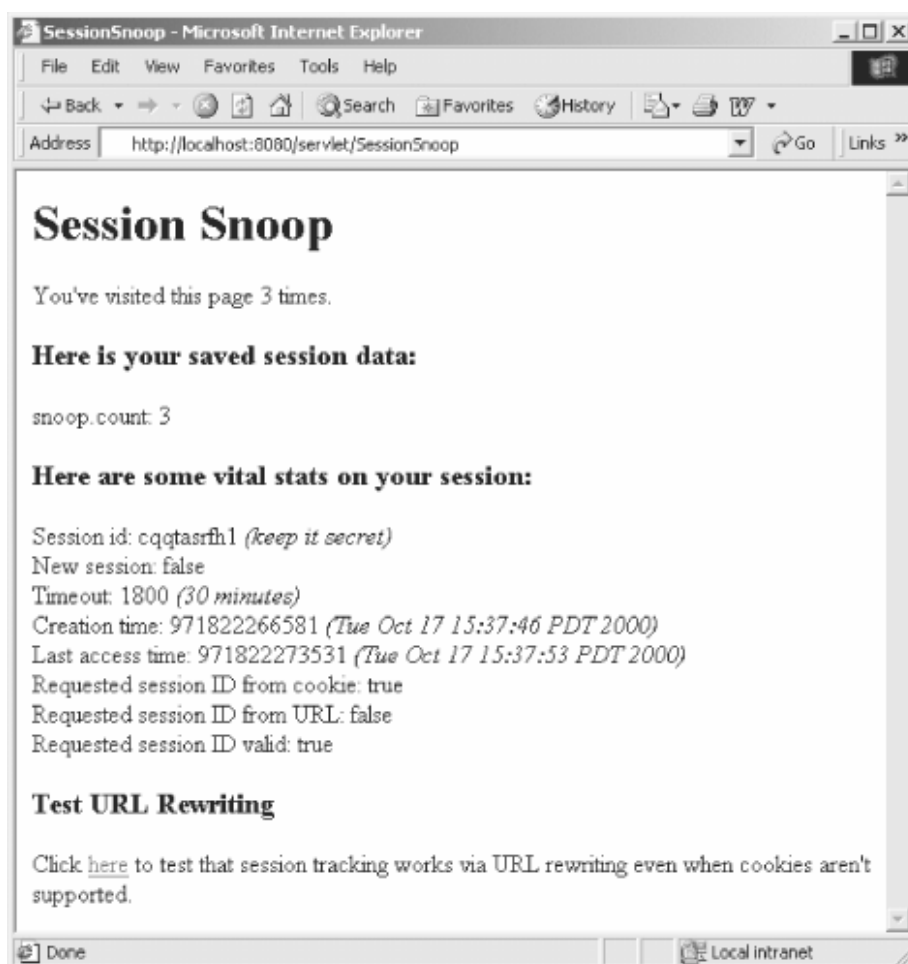 SessionSnoop - Microsoft Internet Explorer
File Edit View Favorites Tools Help
Back Search Favorites History
Address http://localhost:8080/servlet/SessionSnoop Go Links »
Session Snoop
You've visited this page 3 times.
Here is your saved session data:
snoop.count: 3
Here are some vital stats on your session:
Session id: cqqtasrfh1 (keep it secret)
New session: false
Timeout: 1800 (30 minutes)
Creation time: 971822266581 (Tue Oct 17 15:37:46 PDT 2000)
Last access time: 971822273531 (Tue Oct 17 15:37:53 PDT 2000)
Requested session ID from cookie: true
Requested session ID from URL: false
Requested session ID valid: true
Test URL Rewriting
Click here to test that session tracking works via URL rewriting even when cookies aren't
supported.
Done Local intranet